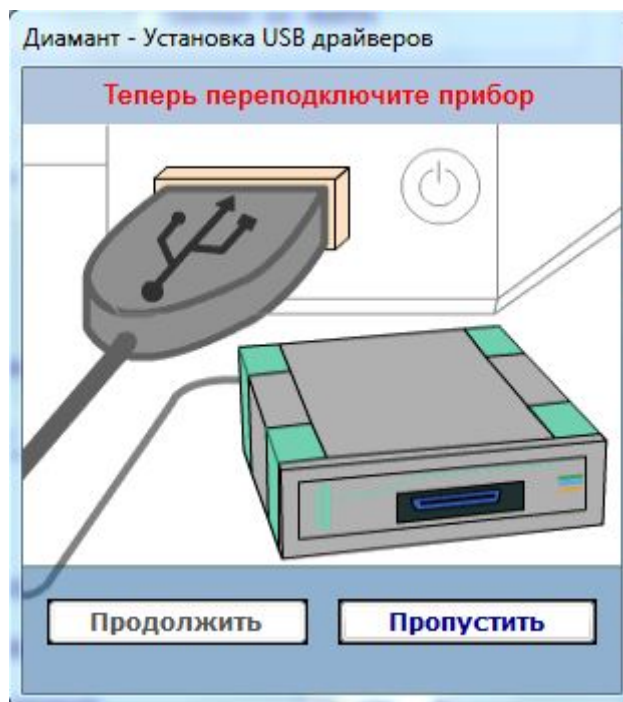 Диамант - Установка USB драйверов
Теперь переподключите прибор
Продолжить
Пропустить